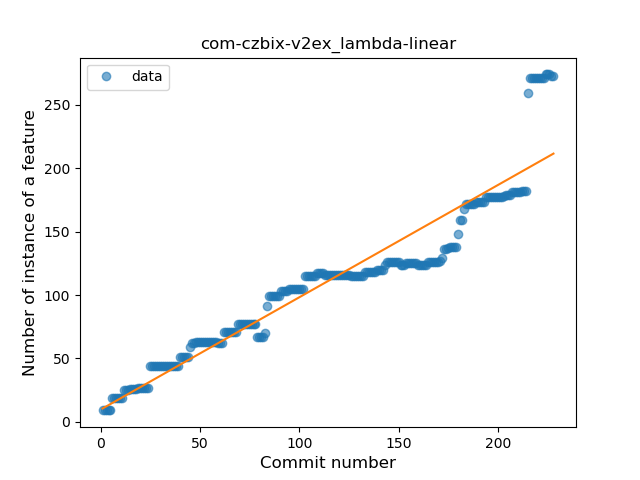 com-czbix-v2ex_lambda-linear
data
Number of instance of a feature
250
200
150
100
50
0
0 50 100 150 200
Commit number